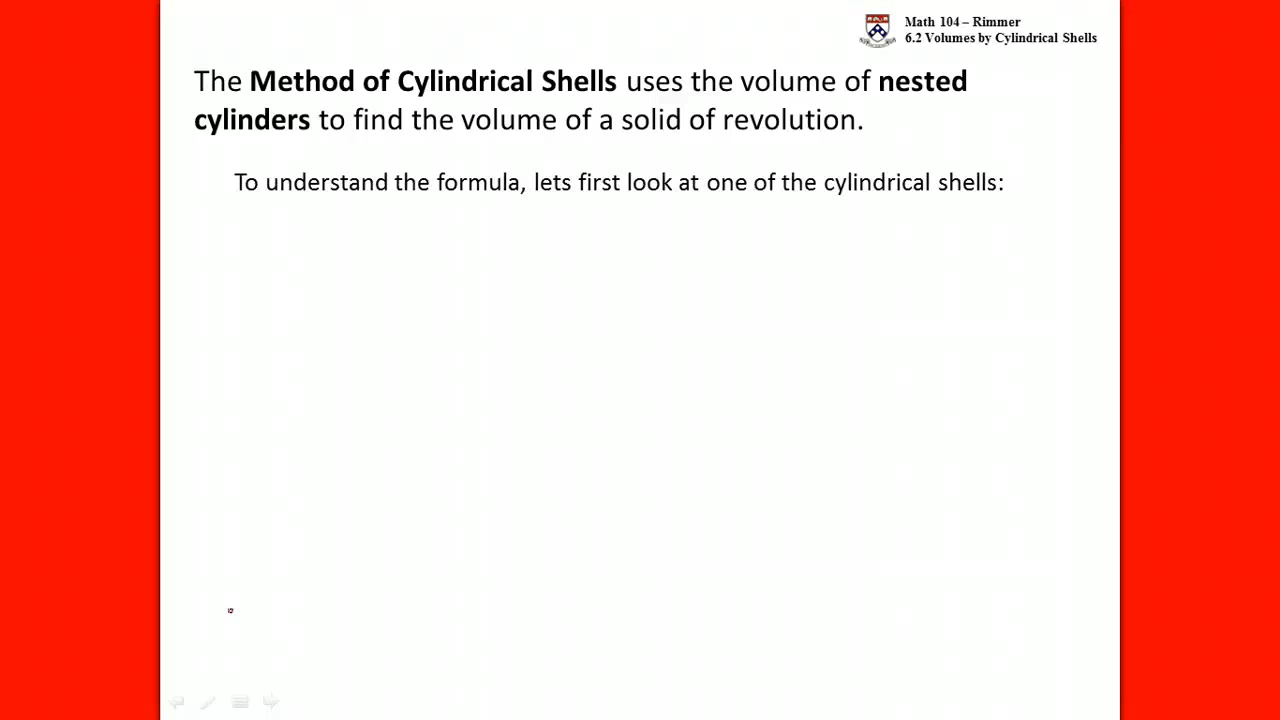 Math 104 – Rimmer
6.2 Volumes by Cylindrical Shells
The Method of Cylindrical Shells uses the volume of nested
cylinders to find the volume of a solid of revolution.
To understand the formula, lets first look at one of the cylindrical shells: